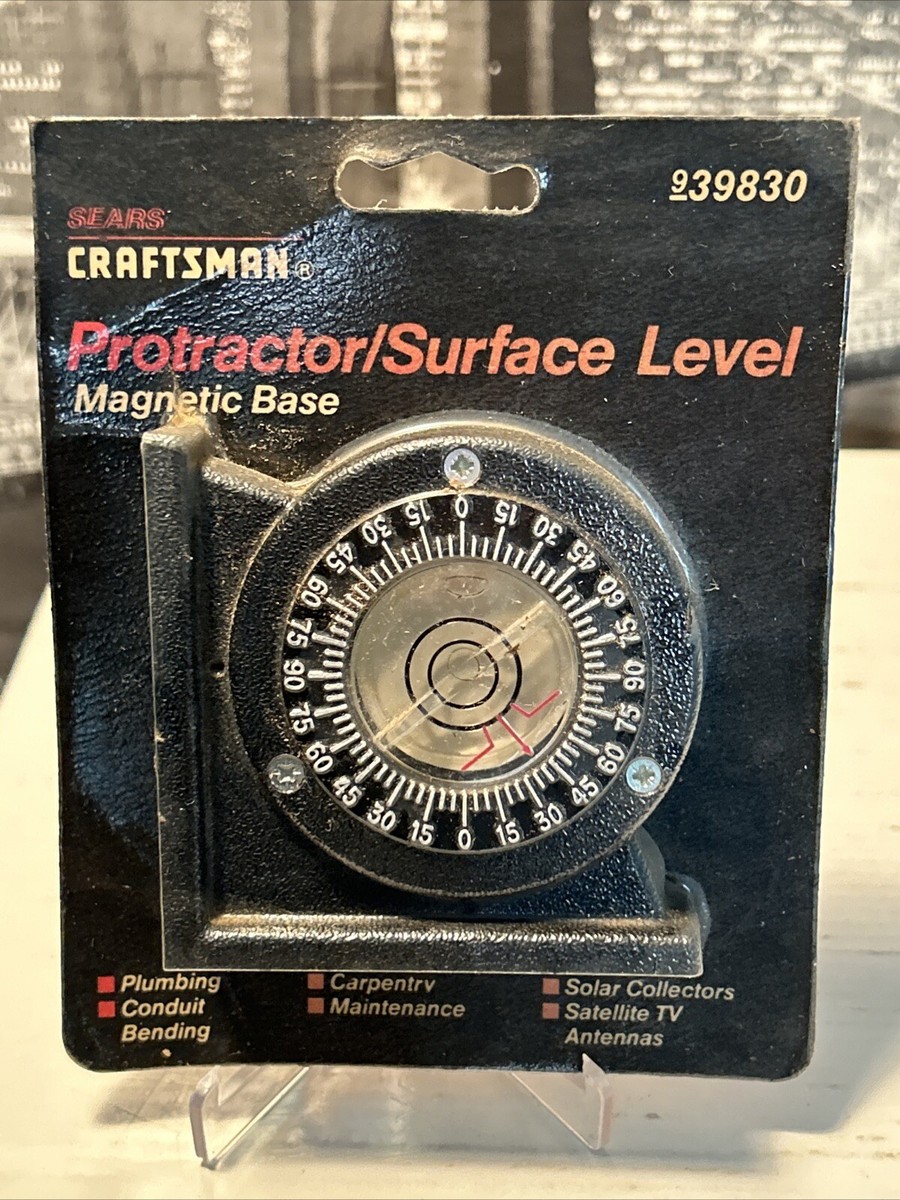 939830
SEARS
CRAFTSMAN®
Protractor/Surface Level
Magnetic Base
0
15
30
45
60
75
90
75
60
45
30
15
0
15
30
45
60
75
90
75
60
45
30
15
Plumbing
Conduit
Bending
Carpentry
Maintenance
Solar Collectors
Satellite TV
Antennas